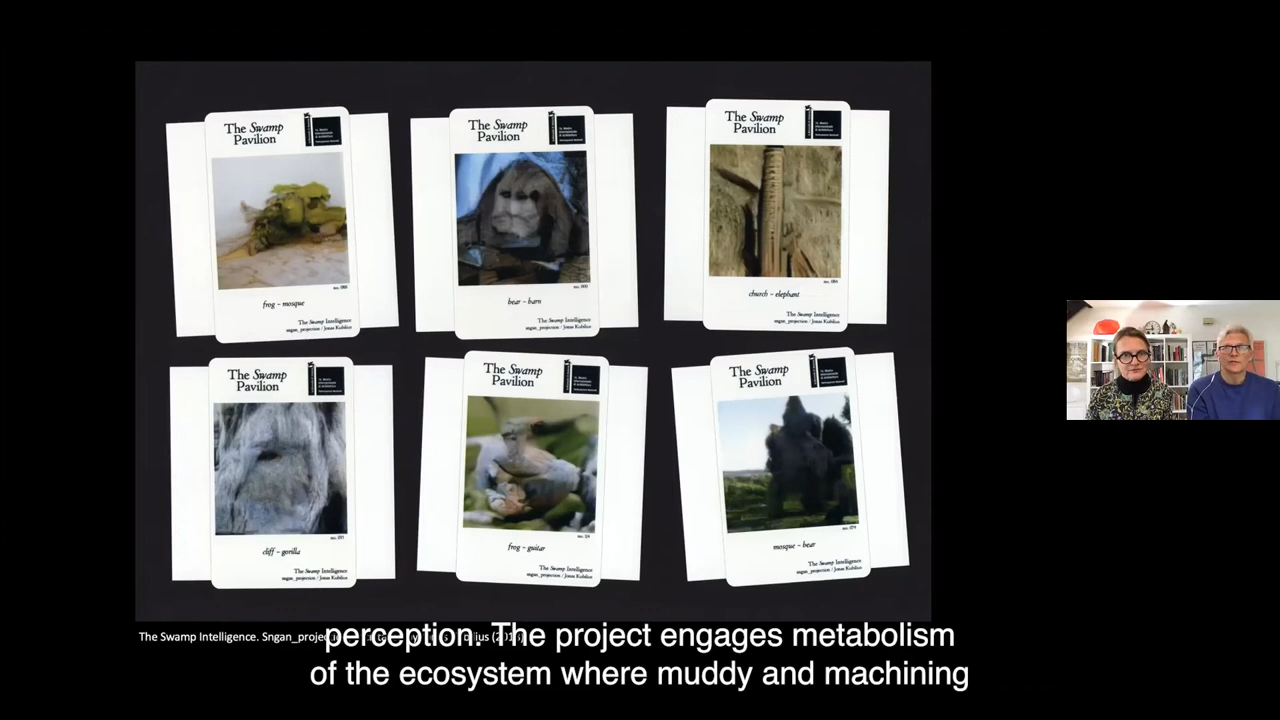 The Swamp
Pavilion
no. 088
frog - mosque
The Swamp Intelligence
sngan_projection / Jonas Kubilius
The Swamp
Pavilion
bear - barn
The Swamp Intelligence
sngan_projection / Jonas Kubilius
The Swamp
Pavilion
church - elephant
The Swamp Intelligence
sngan_projection / Jonas Kubilius
The Swamp
Pavilion
cliff - gorilla
The Swamp Intelligence
sngan_projection / Jonas Kubilius
The Swamp
Pavilion
frog - guitar
The Swamp Intelligence
sngan_projection / Jonas Kubilius
The Swamp
Pavilion
mosque - bear
The Swamp Intelligence
sngan_projection / Jonas Kubilius
The Swamp Intelligence.
perception. The project engages metabolism
of the ecosystem where muddy and machining